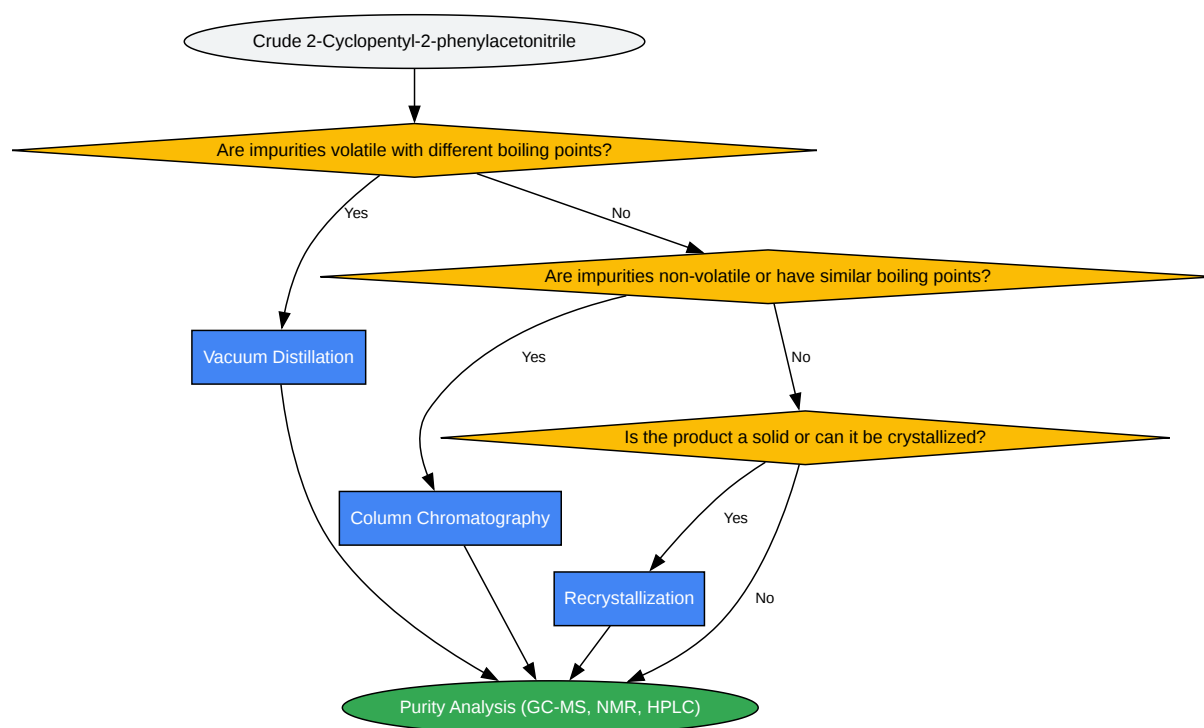 Crude 2-Cyclopentyl-2-phenylacetonitrile
Are impurities volatile with different boiling points?
Yes
No
Are impurities non-volatile or have similar boiling points?
Vacuum Distillation
Yes
No
Is the product a solid or can it be crystallized?
Column Chromatography
Yes
Recrystallization
No
Purity Analysis (GC-MS, NMR, HPLC)